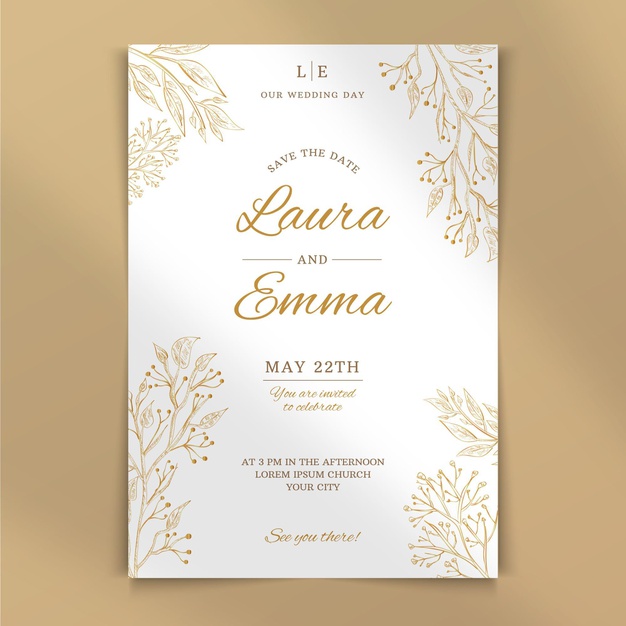 L|E
OUR WEDDING DAY
SAVE THE DATE
Laura
AND
Emma
MAY 22TH
You are invited
to celebrate
AT 3 PM IN THE AFTERNOON
LOREM IPSUM CHURCH
YOUR CITY
See you there!